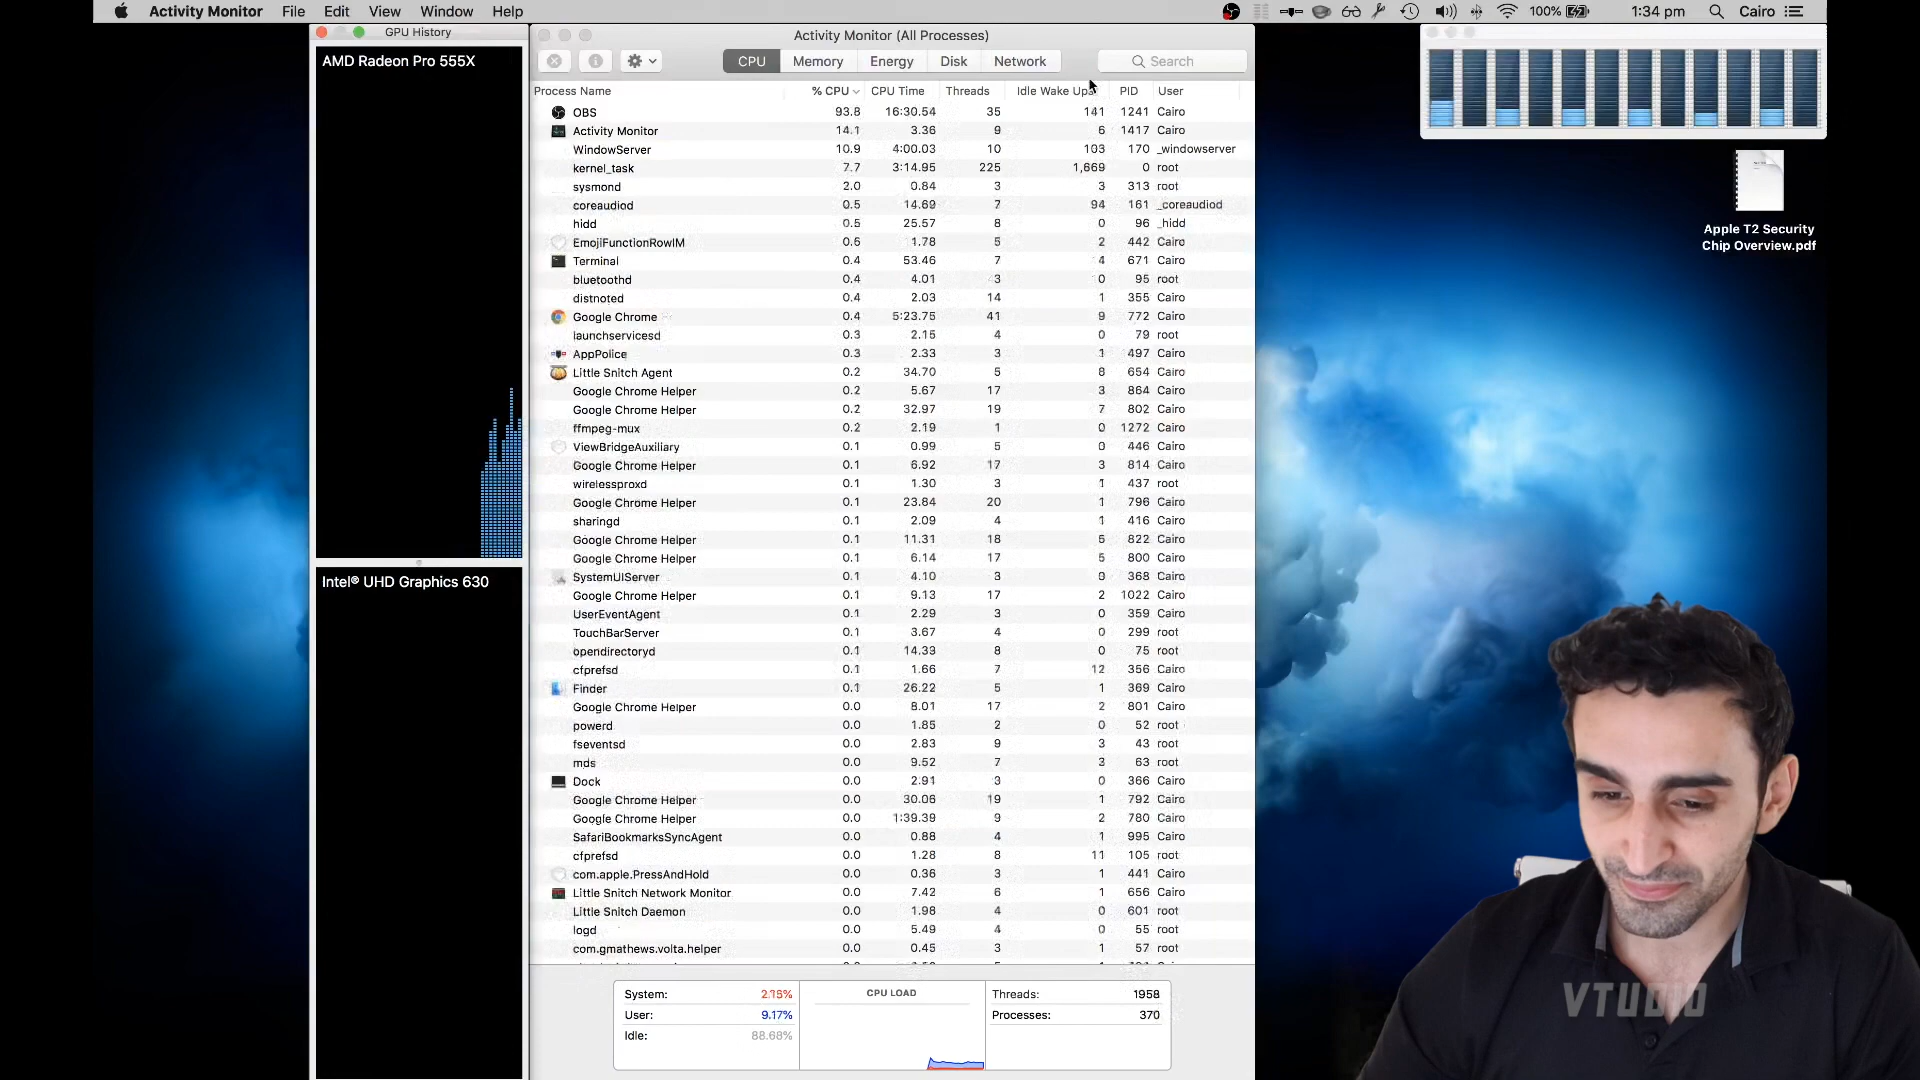 Activity Monitor File Edit View Window Help 100% 1:34 pm Cairo
GPU History
AMD Radeon Pro 555X
Intel® UHD Graphics 630
Activity Monitor (All Processes)
CPU Memory Energy Disk Network Search
Process Name % CPU CPU Time Threads Idle Wake Ups PID User
OBS 93.8 16:30.54 35 141 1241 Cairo
Activity Monitor 14.1 3.36 9 6 1417 Cairo
WindowServer 10.9 4:00.03 10 103 170 _windowserver
kernel_task 7.7 3:14.95 225 1,669 0 root
sysmond 2.0 0.84 3 3 313 root
coreaudiod 0.5 14.69 7 94 161 _coreaudiod
hidd 0.5 25.57 8 0 96 _hidd
EmojiFunctionRowIM 0.5 1.78 5 2 442 Cairo
Terminal 0.4 53.46 7 4 671 Cairo
bluetoothd 0.4 4.01 3 0 95 root
distnoted 0.4 2.03 14 1 355 Cairo
Google Chrome 0.4 5:23.75 41 9 772 Cairo
launchservicesd 0.3 2.15 4 0 79 root
AppPolice 0.3 2.33 3 1 497 Cairo
Little Snitch Agent 0.2 34.70 5 8 654 Cairo
Google Chrome Helper 0.2 5.67 17 3 864 Cairo
Google Chrome Helper 0.2 32.97 19 7 802 Cairo
ffmpeg-mux 0.2 2.19 1 0 1272 Cairo
ViewBridgeAuxiliary 0.1 0.99 5 0 446 Cairo
Google Chrome Helper 0.1 6.92 17 3 814 Cairo
wirelessproxd 0.1 1.30 3 1 437 root
Google Chrome Helper 0.1 23.84 20 1 796 Cairo
sharingd 0.1 2.09 4 1 416 Cairo
Google Chrome Helper 0.1 11.31 18 5 822 Cairo
Google Chrome Helper 0.1 6.14 17 5 800 Cairo
SystemUIServer 0.1 4.10 3 0 368 Cairo
Google Chrome Helper 0.1 9.13 17 2 1022 Cairo
UserEventAgent 0.1 2.29 3 0 359 Cairo
TouchBarServer 0.1 3.67 4 0 299 root
opendirectoryd 0.1 14.33 8 0 75 root
cfprefsd 0.1 1.66 7 12 356 Cairo
Finder 0.1 26.22 5 1 369 Cairo
Google Chrome Helper 0.0 8.01 17 2 801 Cairo
powerd 0.0 1.85 2 0 52 root
fseventsd 0.0 2.83 9 3 43 root
mds 0.0 9.52 7 3 63 root
Dock 0.0 2.91 3 0 366 Cairo
Google Chrome Helper 0.0 30.06 19 1 792 Cairo
Google Chrome Helper 0.0 1:39.39 9 2 780 Cairo
SafariBookmarksSyncAgent 0.0 0.88 4 1 995 Cairo
cfprefsd 0.0 1.28 8 11 105 root
com.apple.PressAndHold 0.0 0.36 3 1 441 Cairo
Little Snitch Network Monitor 0.0 7.42 6 1 656 Cairo
Little Snitch Daemon 0.0 1.98 4 0 601 root
logd 0.0 5.49 4 0 55 root
com.gmathews.volta.helper 0.0 0.45 3 1 57 root
System: 2.15% CPU LOAD Threads: 1958
User: 9.17% Processes: 370
Idle: 88.68%
Apple T2 Security
Chip Overview.pdf
VTUDIO